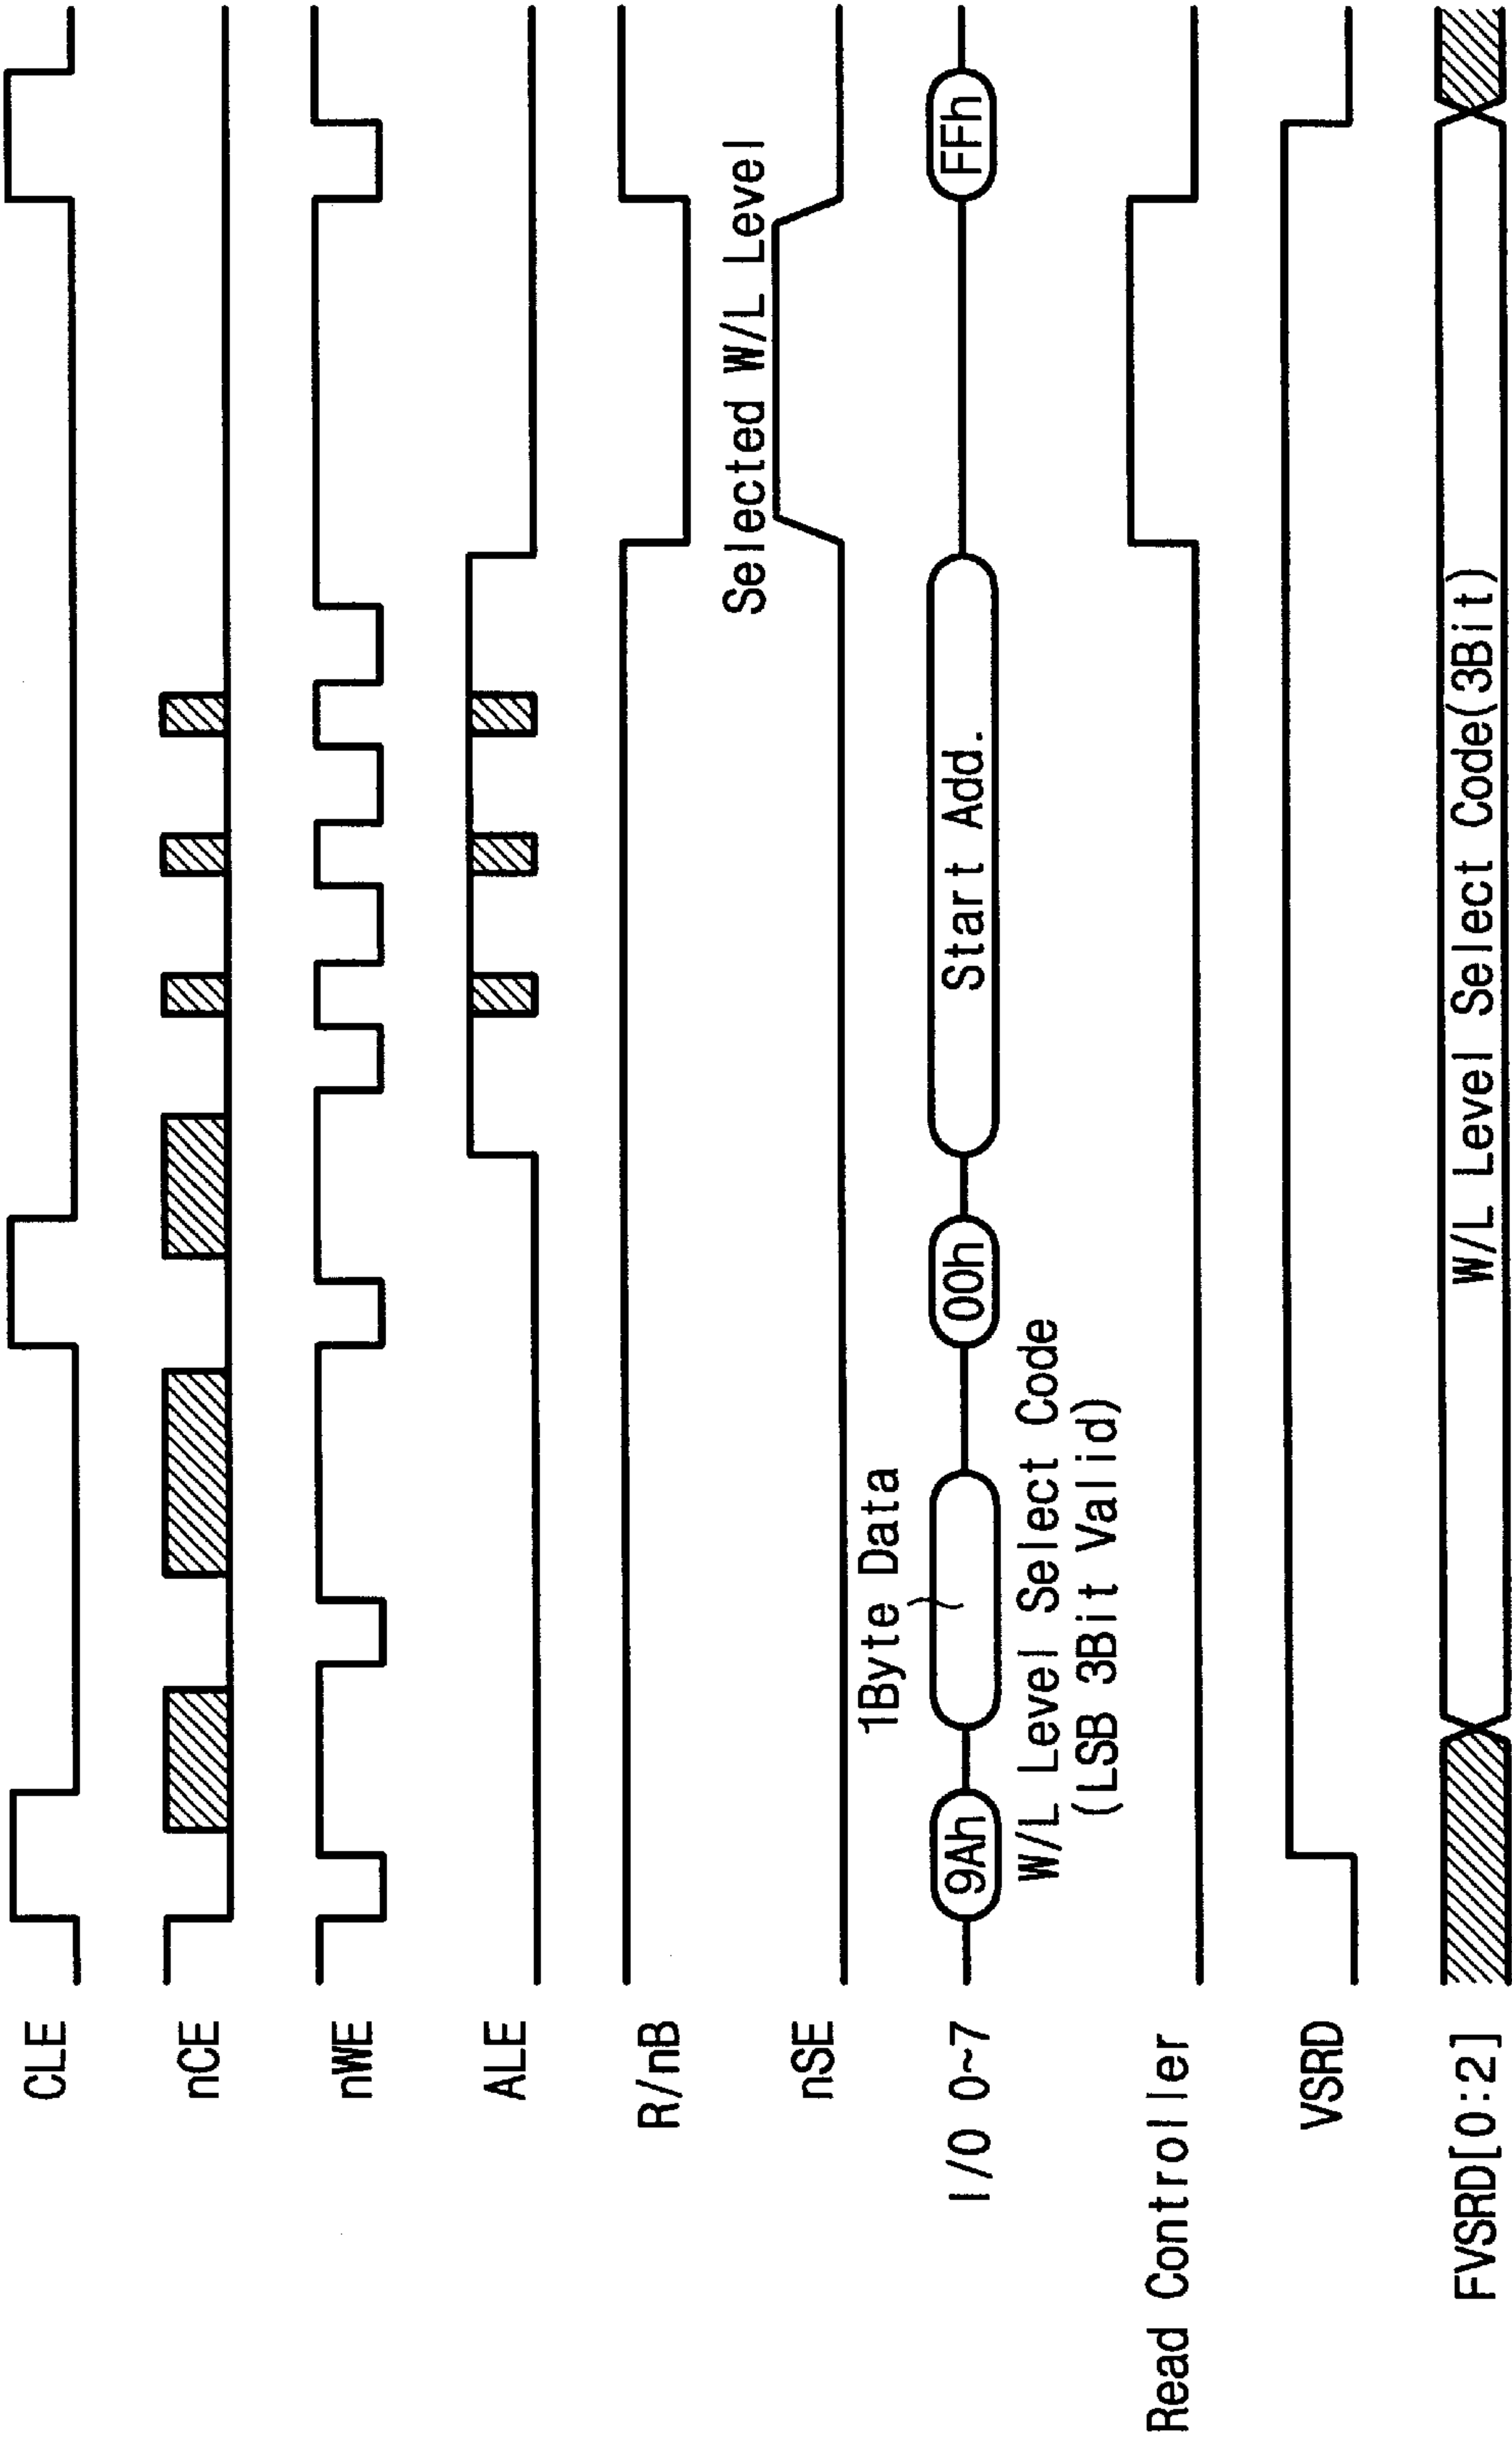 CLE
nCE
nWE
ALE
R/nB
Selected W/L Level
nSE
1Byte Data
I/O 0~7
9Ah
00h
Start Add.
FFh
W/L Level Select Code
(LSB 3Bit Valid)
Read Controller
VSRD
FVSRD[0:2]
W/L Level Select Code(3Bit)